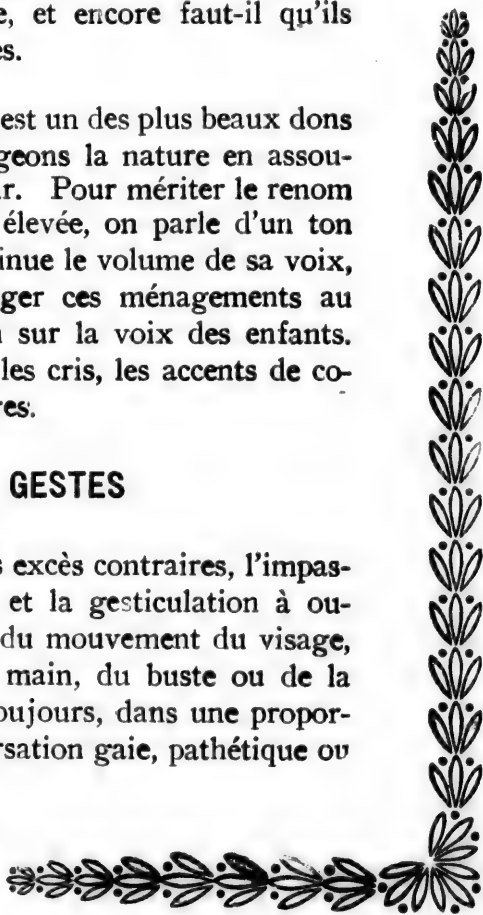 e, et encore faut-il qu'ils
es.
est un des plus beaux dons
geons la nature en assou-
ar. Pour mériter le renom
élevée, on parle d'un ton
inue le volume de sa voix,
ger ces ménagements au
sur la voix des enfants.
les cris, les accents de co-
res.
GESTES
s excès contraires, l'impas-
et la gesticulation à ou-
du mouvement du visage,
main, du buste ou de la
oujours, dans une propor-
rsation gaie, pathétique ou